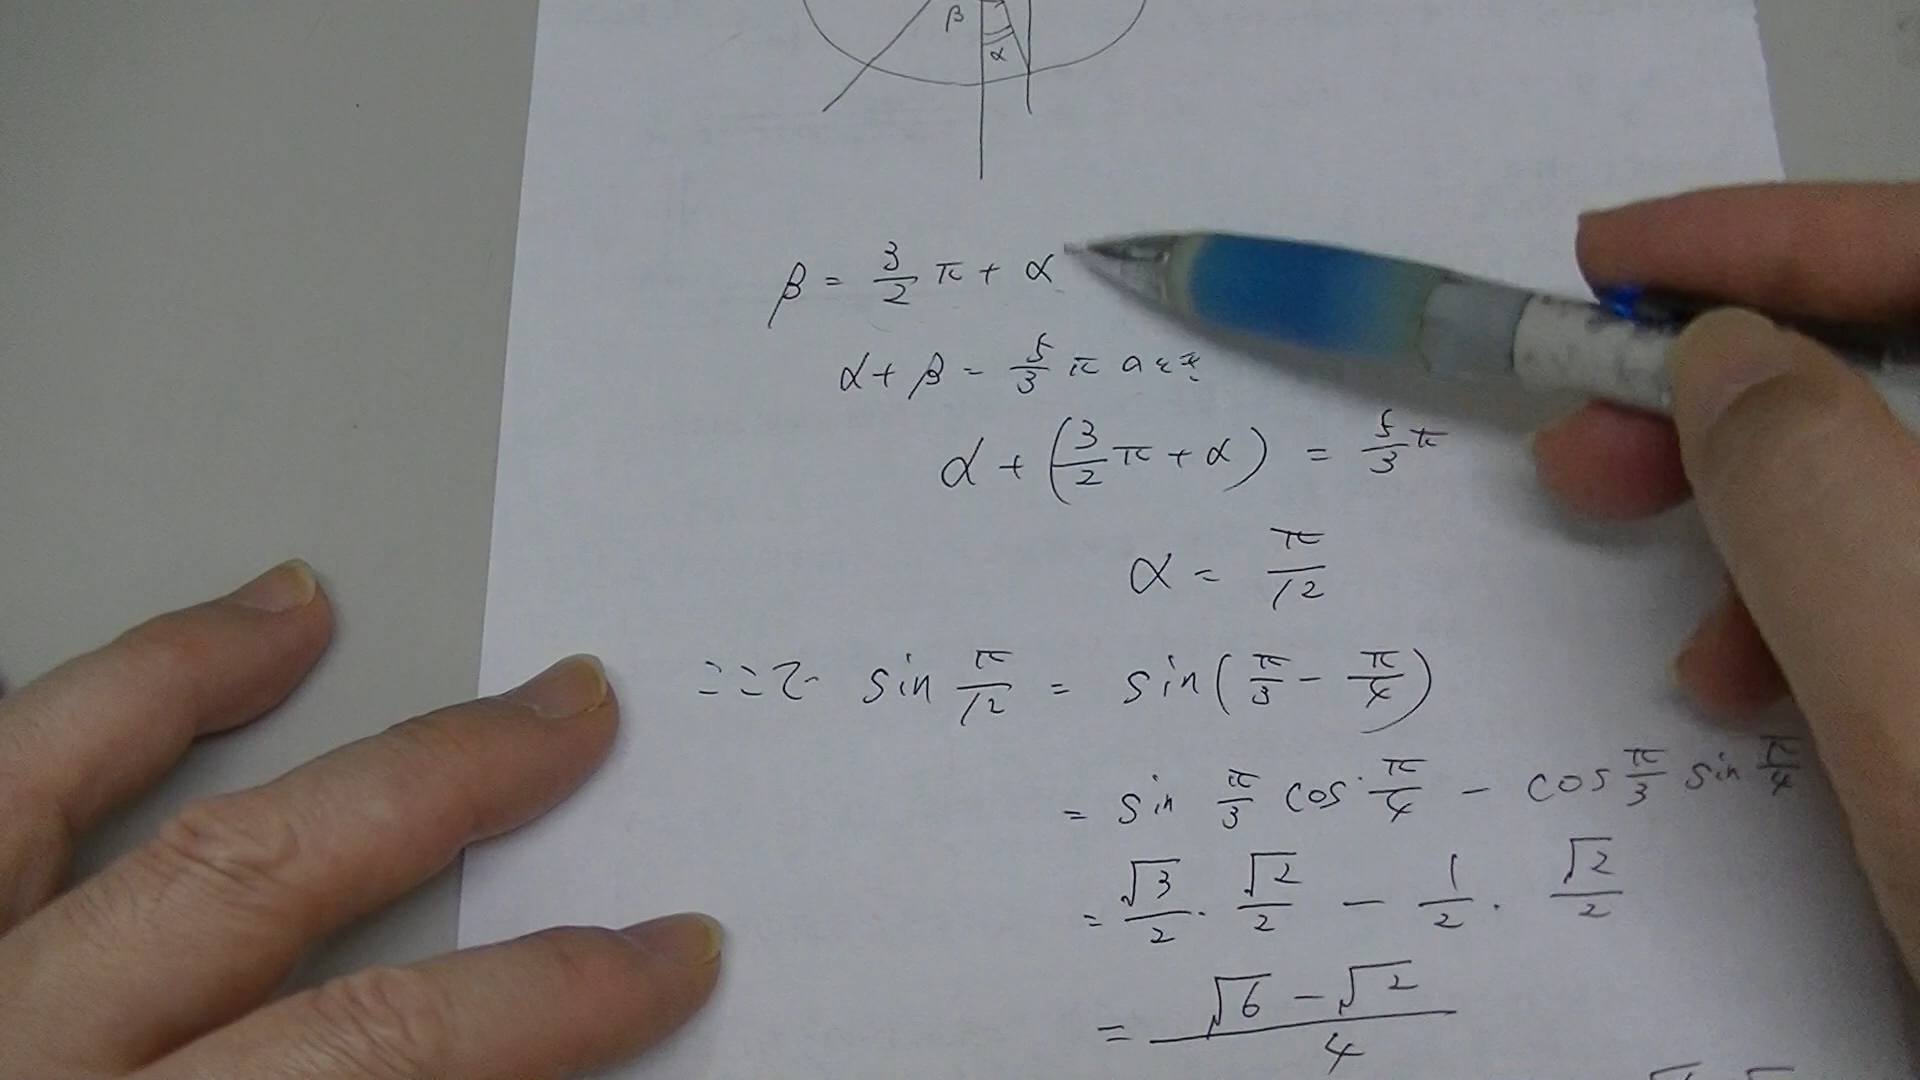 β
α
β = 3/2 π + α
α + β = 5/3 π のとき
α + (3/2 π + α) = 5/3 π
α = π/12
ここで sin π/12 = sin(π/3 - π/4)
= sin π/3 cos π/4 - cos π/3 sin π/4
= √3/2 · √2/2 - 1/2 · √2/2
= (√6 - √2)/4